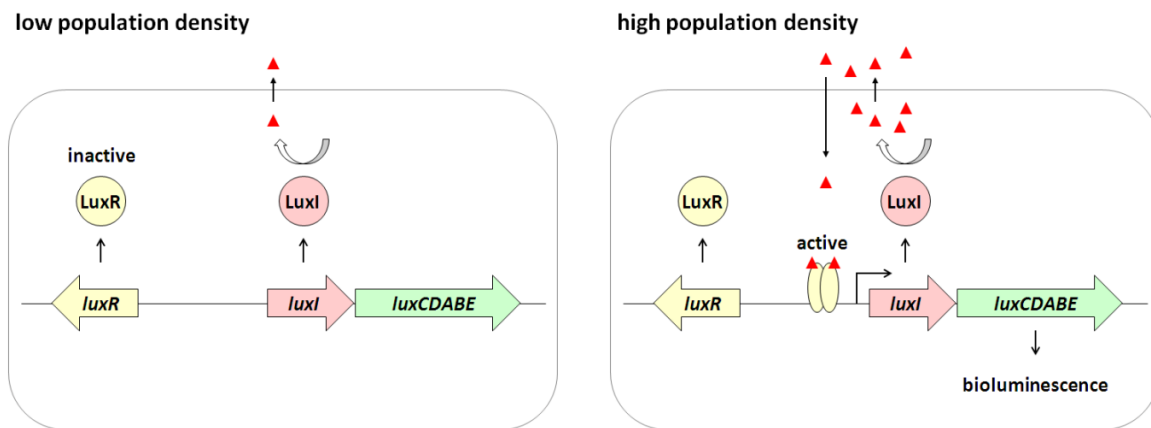 low population density
inactive
LuxR
LuxI
luxR
luxI
luxCDABE
high population density
LuxR
LuxI
active
luxR
luxI
luxCDABE
bioluminescence